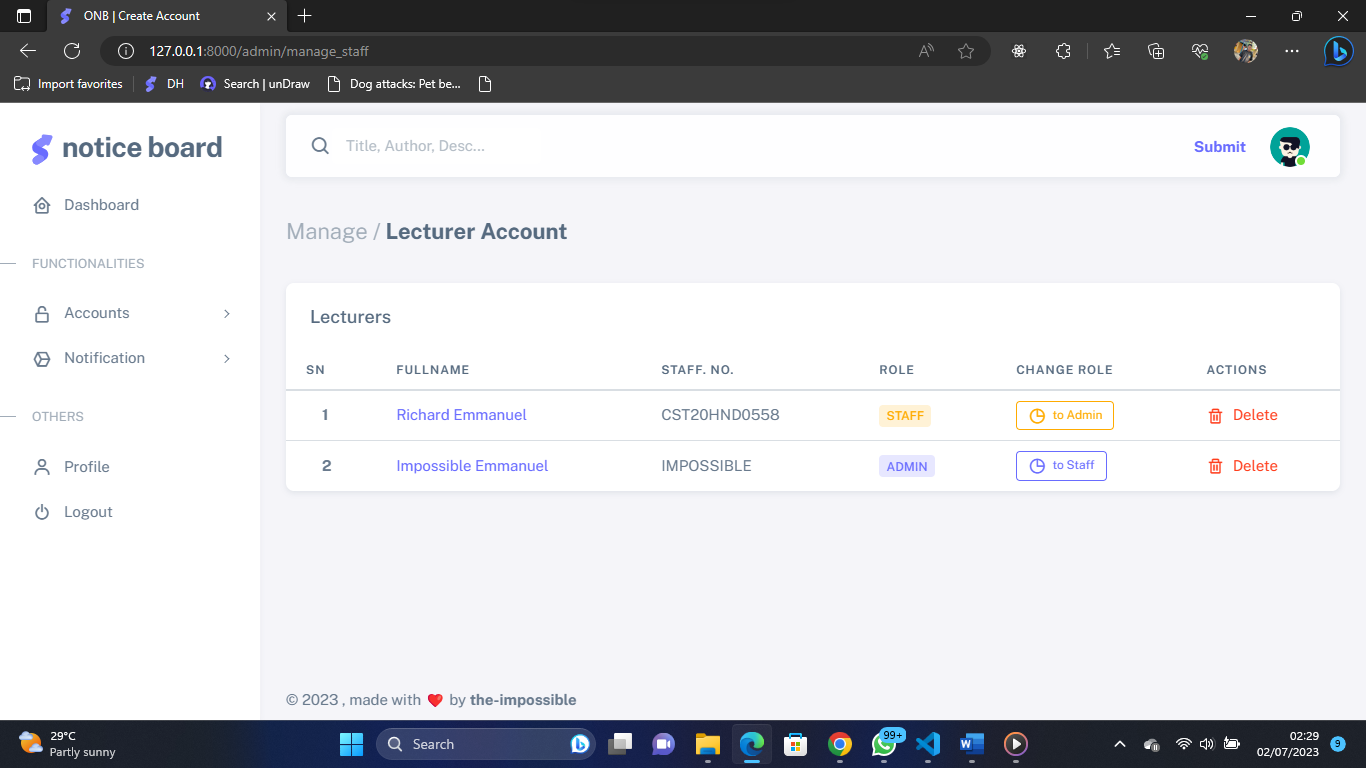 ONB | Create Account
127.0.0.1:8000/admin/manage_staff
Import favorites DH Search | unDraw Dog attacks: Pet be...
notice board
Title, Author, Desc...
Submit
Dashboard
Manage / Lecturer Account
FUNCTIONALITIES
Accounts
Notification
OTHERS
Profile
Logout
Lecturers
SN FULLNAME STAFF. NO. ROLE CHANGE ROLE ACTIONS
1 Richard Emmanuel CST20HND0558 STAFF to Admin Delete
2 Impossible Emmanuel IMPOSSIBLE ADMIN to Staff Delete
© 2023 , made with ❤️ by the-impossible
29°C
Partly sunny
Search
99+
02:29
02/07/2023
9